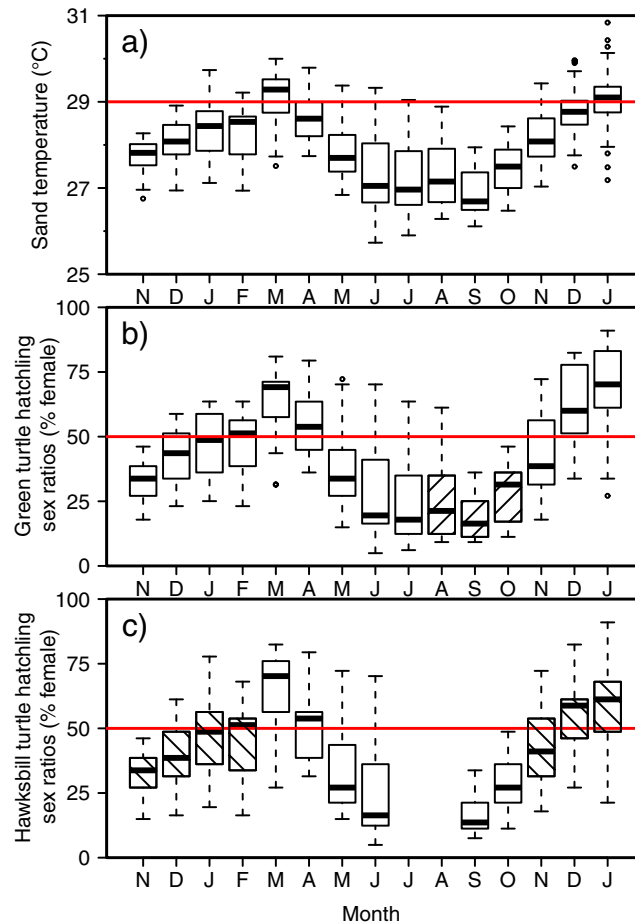 31
a)
29
27
25
Sand temperature (°C)
N D J F M A M J J A S O N D J
100
b)
75
50
25
0
Green turtle hatchling
sex ratios (% female)
N D J F M A M J J A S O N D J
100
c)
75
50
25
0
Hawksbill turtle hatchling
sex ratios (% female)
N D J F M A M J J A S O N D J
Month